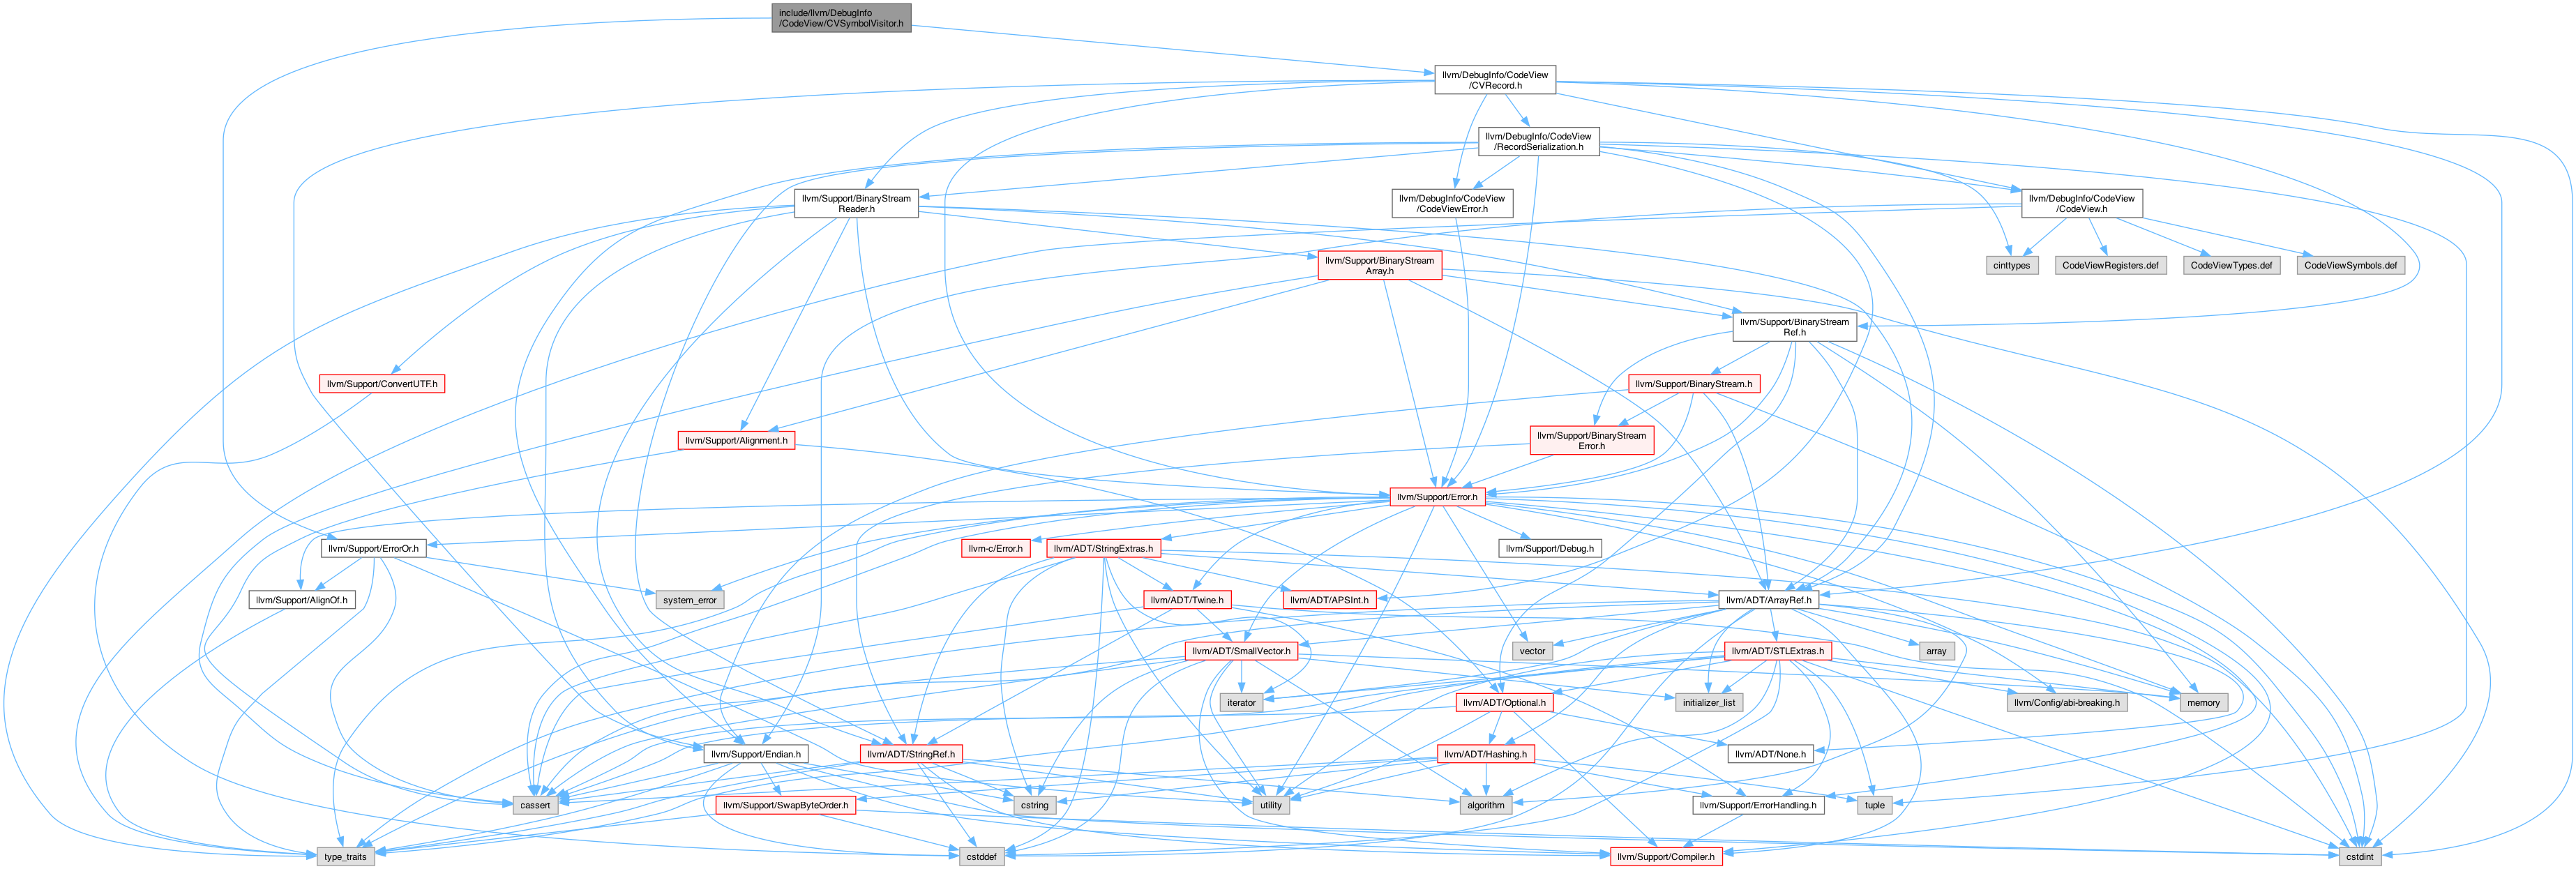 include/llvm/DebugInfo
/CodeView/CVSymbolVisitor.h
llvm/DebugInfo/CodeView
/CVRecord.h
llvm/DebugInfo/CodeView
/RecordSerialization.h
llvm/Support/BinaryStream
Reader.h
llvm/DebugInfo/CodeView
/CodeViewError.h
llvm/DebugInfo/CodeView
/CodeView.h
llvm/Support/BinaryStream
Array.h
cinttypes
CodeViewRegisters.def
CodeViewTypes.def
CodeViewSymbols.def
llvm/Support/BinaryStream
Ref.h
llvm/Support/ConvertUTF.h
llvm/Support/BinaryStream.h
llvm/Support/Alignment.h
llvm/Support/BinaryStream
Error.h
llvm/Support/Error.h
llvm/Support/ErrorOr.h
llvm-c/Error.h
llvm/ADT/StringExtras.h
llvm/Support/Debug.h
llvm/Support/AlignOf.h
system_error
llvm/ADT/Twine.h
llvm/ADT/APSInt.h
llvm/ADT/ArrayRef.h
llvm/ADT/SmallVector.h
vector
llvm/ADT/STLExtras.h
array
iterator
llvm/ADT/Optional.h
initializer_list
llvm/Config/abi-breaking.h
memory
llvm/Support/Endian.h
llvm/ADT/StringRef.h
llvm/ADT/Hashing.h
llvm/ADT/None.h
cassert
llvm/Support/SwapByteOrder.h
cstring
utility
algorithm
llvm/Support/ErrorHandling.h
tuple
type_traits
cstddef
llvm/Support/Compiler.h
cstdint